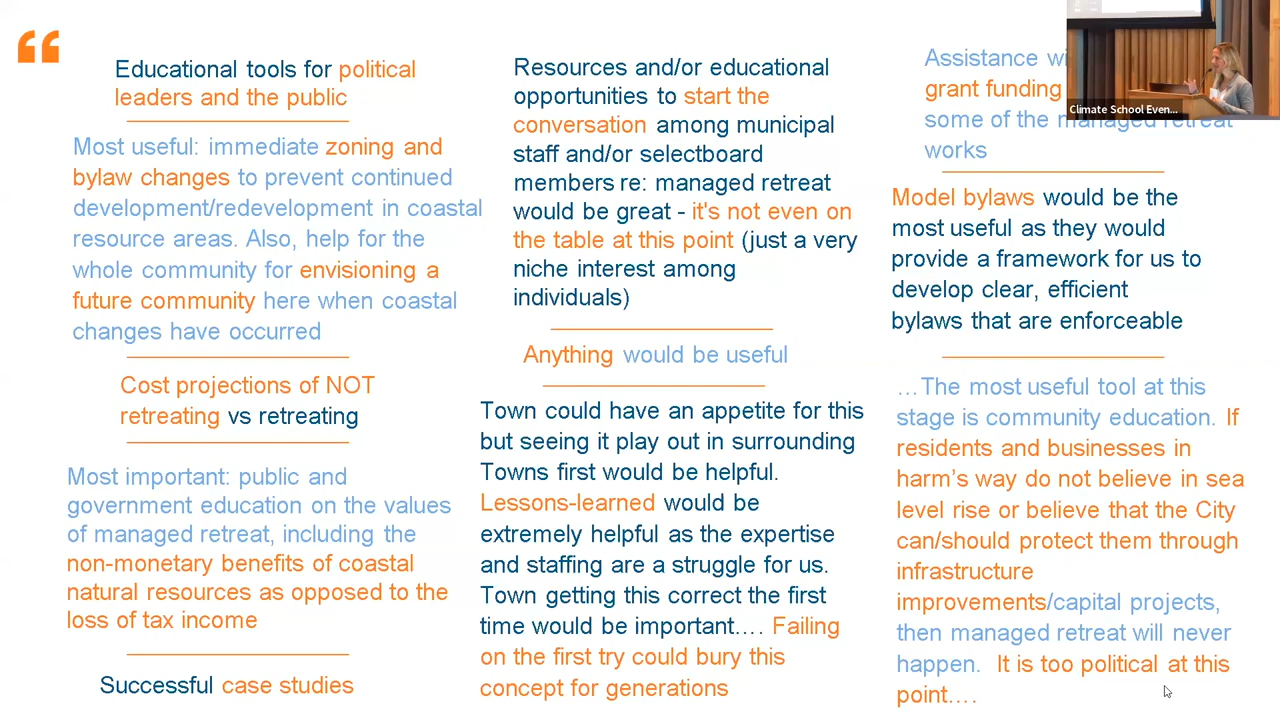 “
Educational tools for political
leaders and the public
Most useful: immediate zoning and
bylaw changes to prevent continued
development/redevelopment in coastal
resource areas. Also, help for the
whole community for envisioning a
future community here when coastal
changes have occurred
Cost projections of NOT
retreating vs retreating
Most important: public and
government education on the values
of managed retreat, including the
non-monetary benefits of coastal
natural resources as opposed to the
loss of tax income
Successful case studies
Resources and/or educational
opportunities to start the
conversation among municipal
staff and/or selectboard
members re: managed retreat
would be great - it's not even on
the table at this point (just a very
niche interest among
individuals)
Anything would be useful
Town could have an appetite for this
but seeing it play out in surrounding
Towns first would be helpful.
Lessons-learned would be
extremely helpful as the expertise
and staffing are a struggle for us.
Town getting this correct the first
time would be important…. Failing
on the first try could bury this
concept for generations
Assistance
grant funding
some of the managed retreat
works
Model bylaws would be the
most useful as they would
provide a framework for us to
develop clear, efficient
bylaws that are enforceable
…The most useful tool at this
stage is community education. If
residents and businesses in
harm’s way do not believe in sea
level rise or believe that the City
can/should protect them through
infrastructure
improvements/capital projects,
then managed retreat will never
happen. It is too political at this
point….
Climate School Even...